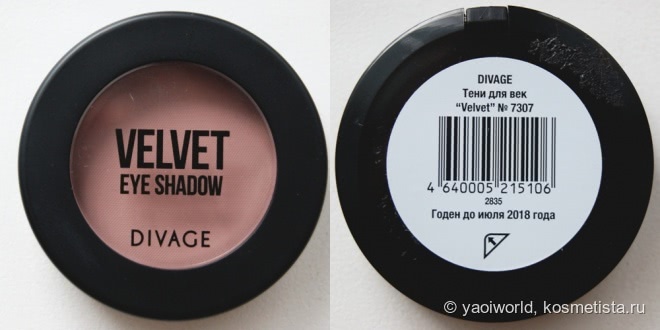 VELVET
EYE SHADOW
DIVAGE
DIVAGE
Тени для век
“Velvet” № 7307
4 640005 215106
2835
Годен до июля 2018 года
© yaoiworld, kosmetista.ru